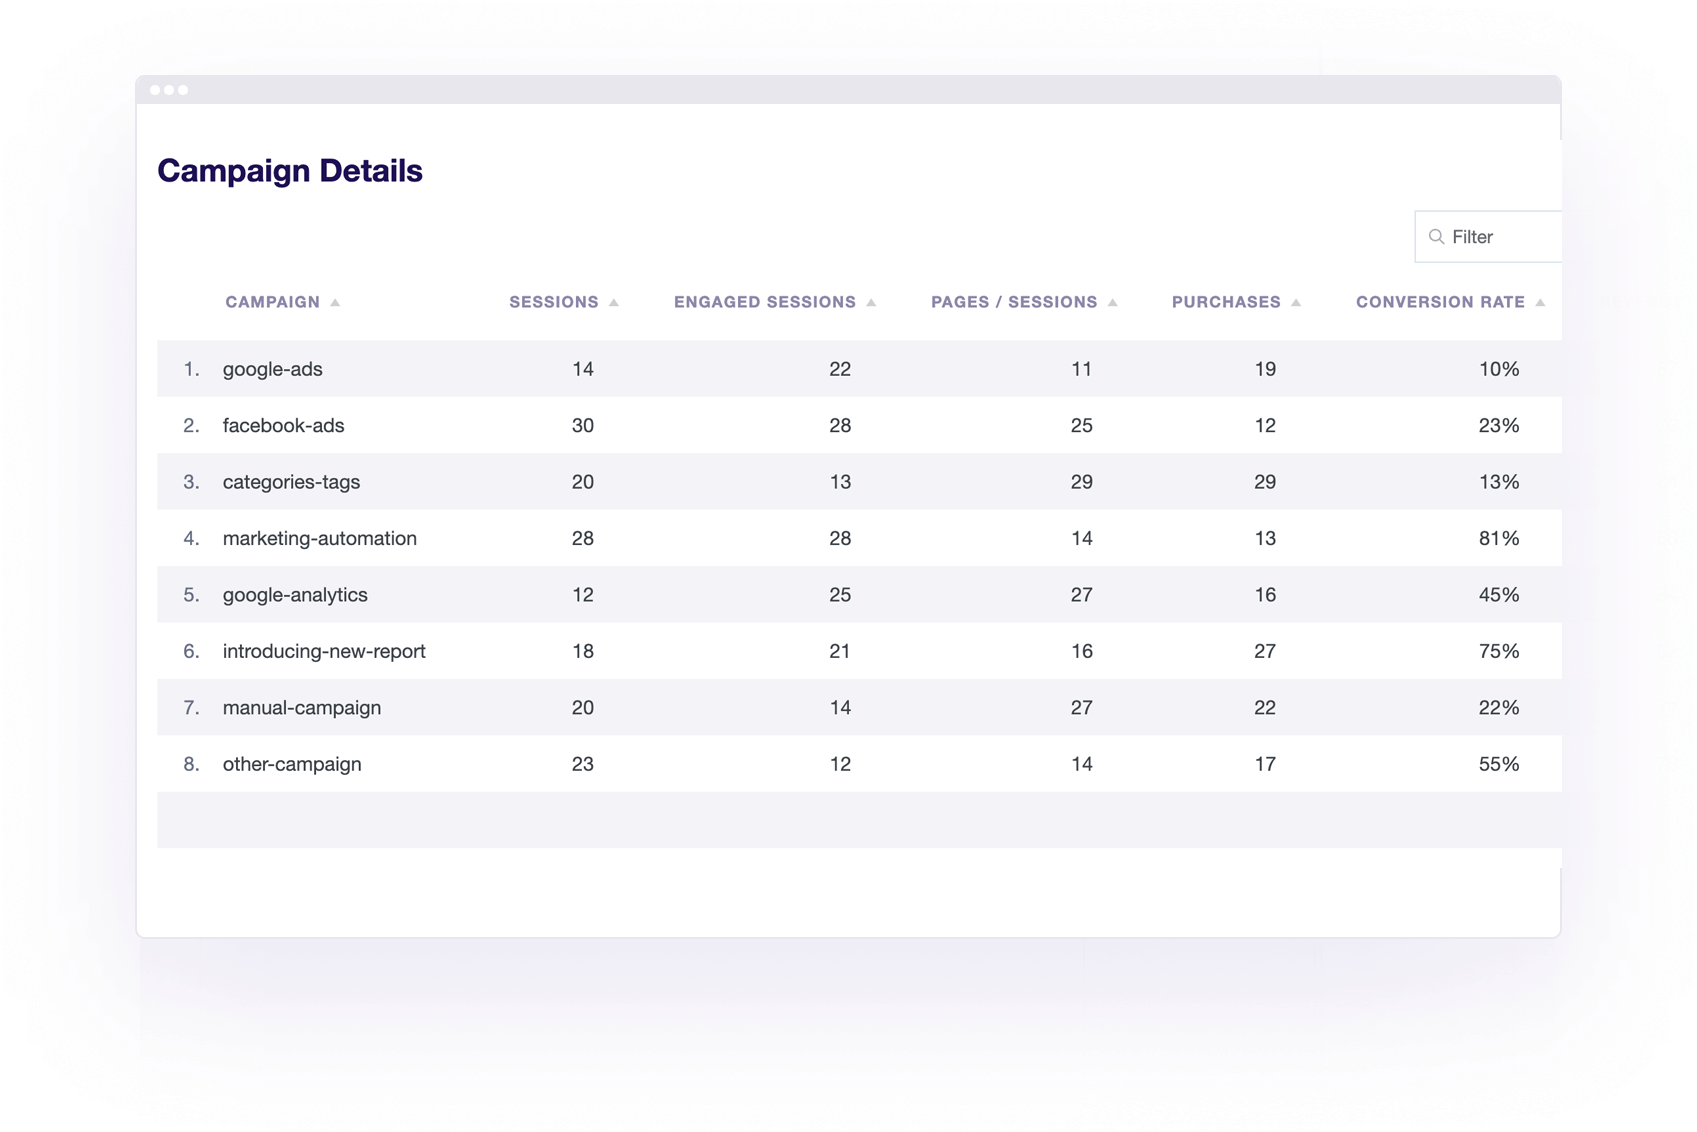 Campaign Details
Filter
CAMPAIGN SESSIONS ENGAGED SESSIONS PAGES / SESSIONS PURCHASES CONVERSION RATE
1. google-ads 14 22 11 19 10%
2. facebook-ads 30 28 25 12 23%
3. categories-tags 20 13 29 29 13%
4. marketing-automation 28 28 14 13 81%
5. google-analytics 12 25 27 16 45%
6. introducing-new-report 18 21 16 27 75%
7. manual-campaign 20 14 27 22 22%
8. other-campaign 23 12 14 17 55%